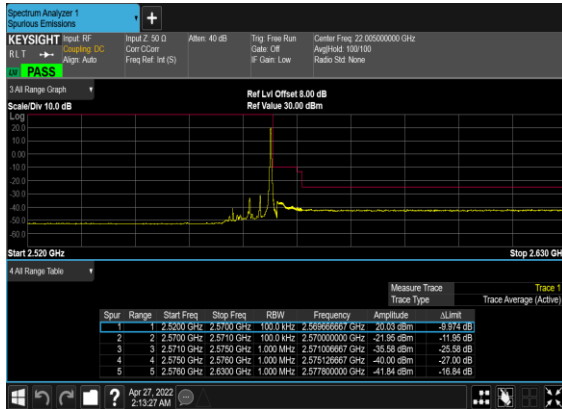 Spectrum Analyzer 1
Spurious Emissions
KEYSIGHT Input: RF Input Z: 50 Ω Atten: 40 dB Trig: Free Run Center Freq: 22.005000000 GHz
RLT Coupling: DC Corr CCorr Gate: Off Avg|Hold: 100/100
Align: Auto Freq Ref: Int (S) IF Gain: Low Radio Std: None
PASS
3 All Range Graph Ref Lvl Offset 8.00 dB
Scale/Div 10.0 dB Ref Value 30.00 dBm
Log
20.0
10.0
0.00
-10.0
-20.0
-30.0
-40.0
-50.0
-60.0
Start 2.520 GHz Stop 2.630 GH
4 All Range Table
Measure Trace Trace 1
Trace Type Trace Average (Active)
Spur Range Start Freq Stop Freq RBW Frequency Amplitude ΔLimit
1 1 2.5200 GHz 2.5700 GHz 100.0 kHz 2.569666667 GHz 20.03 dBm -9.974 dB
2 2 2.5700 GHz 2.5710 GHz 100.0 kHz 2.570000000 GHz -21.95 dBm -11.95 dB
3 3 2.5710 GHz 2.5750 GHz 1.000 MHz 2.571006667 GHz -35.58 dBm -25.58 dB
4 4 2.5750 GHz 2.5760 GHz 1.000 MHz 2.575126667 GHz -40.00 dBm -27.00 dB
5 5 2.5760 GHz 2.6300 GHz 1.000 MHz 2.577800000 GHz -41.84 dBm -16.84 dB
Apr 27, 2022
2:13:27 AM